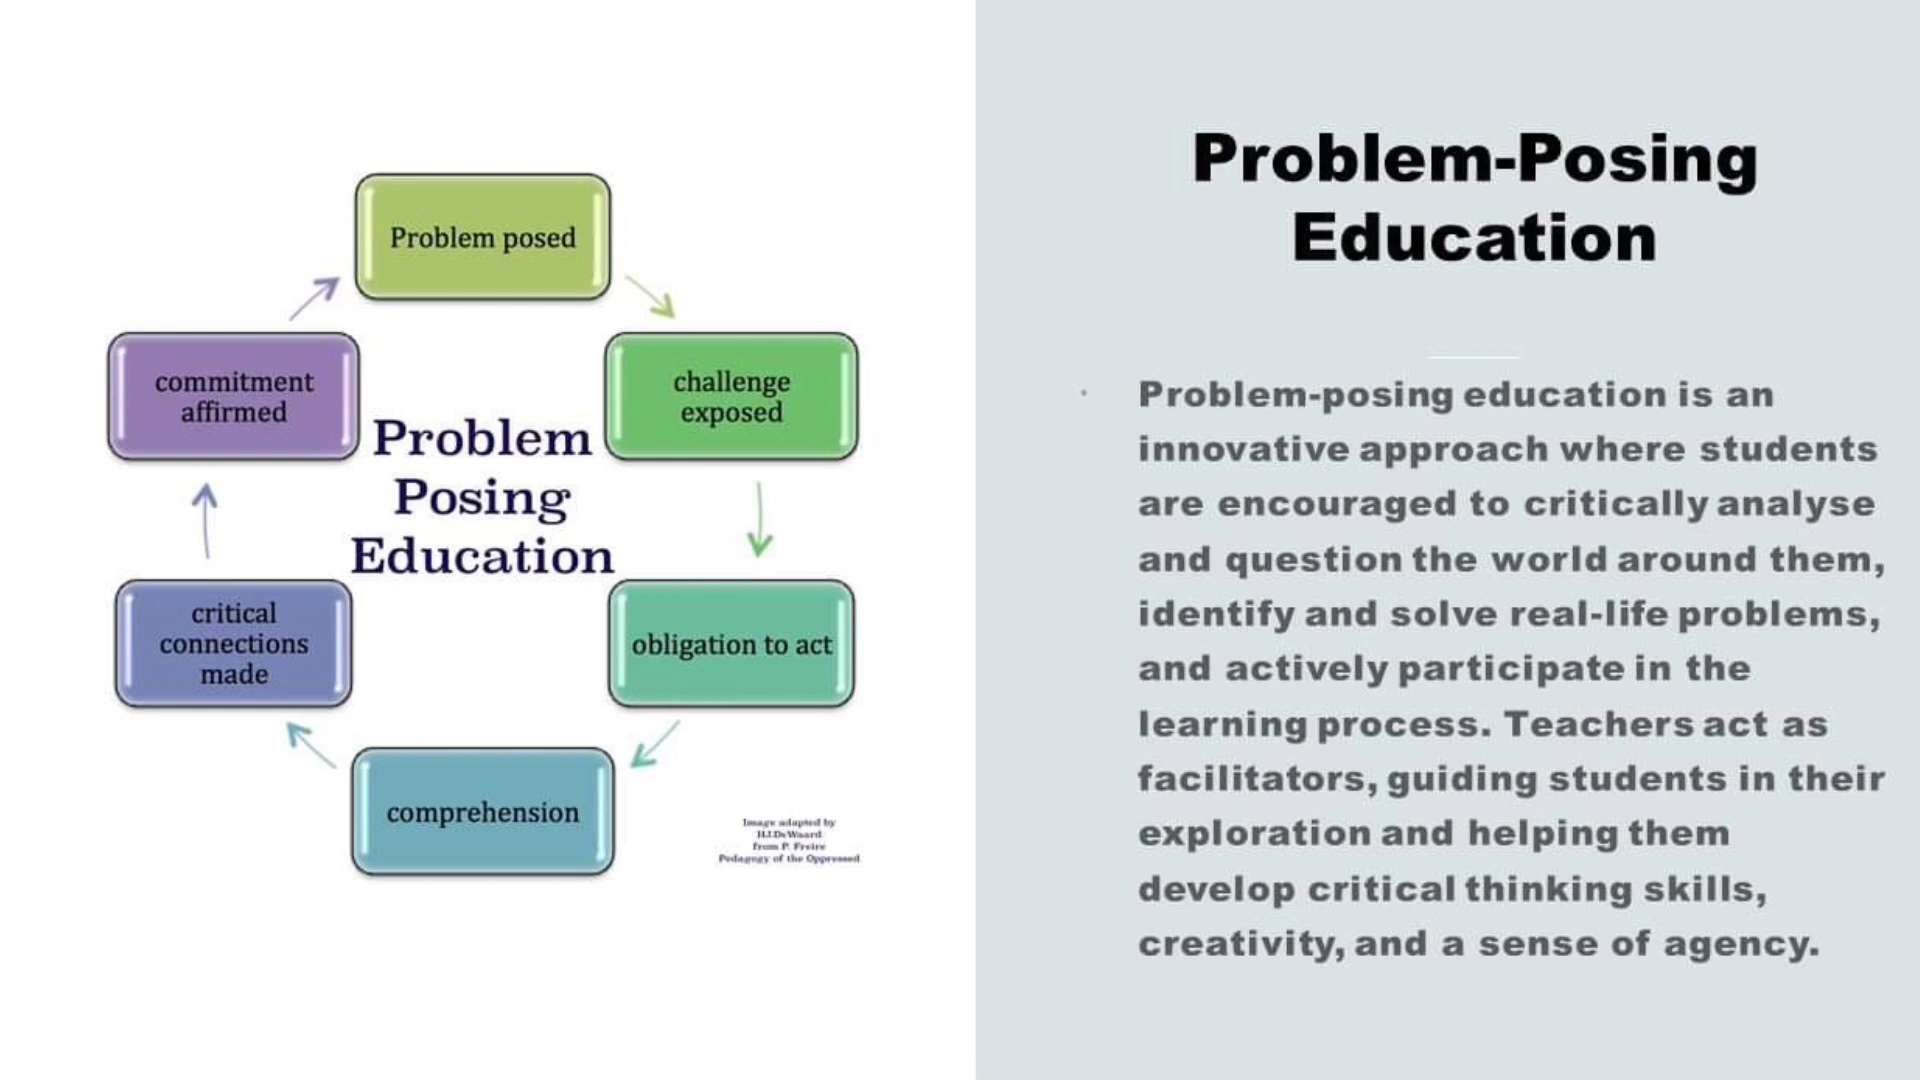 Problem posed
challenge
exposed
obligation to act
comprehension
critical
connections
made
commitment
affirmed
Problem
Posing
Education
Image adapted by
H.J.DeWaard
from P. Freire
Pedagogy of the Oppressed
Problem-Posing
Education
Problem-posing education is an
innovative approach where students
are encouraged to critically analyse
and question the world around them,
identify and solve real-life problems,
and actively participate in the
learning process. Teachers act as
facilitators, guiding students in their
exploration and helping them
develop critical thinking skills,
creativity, and a sense of agency.